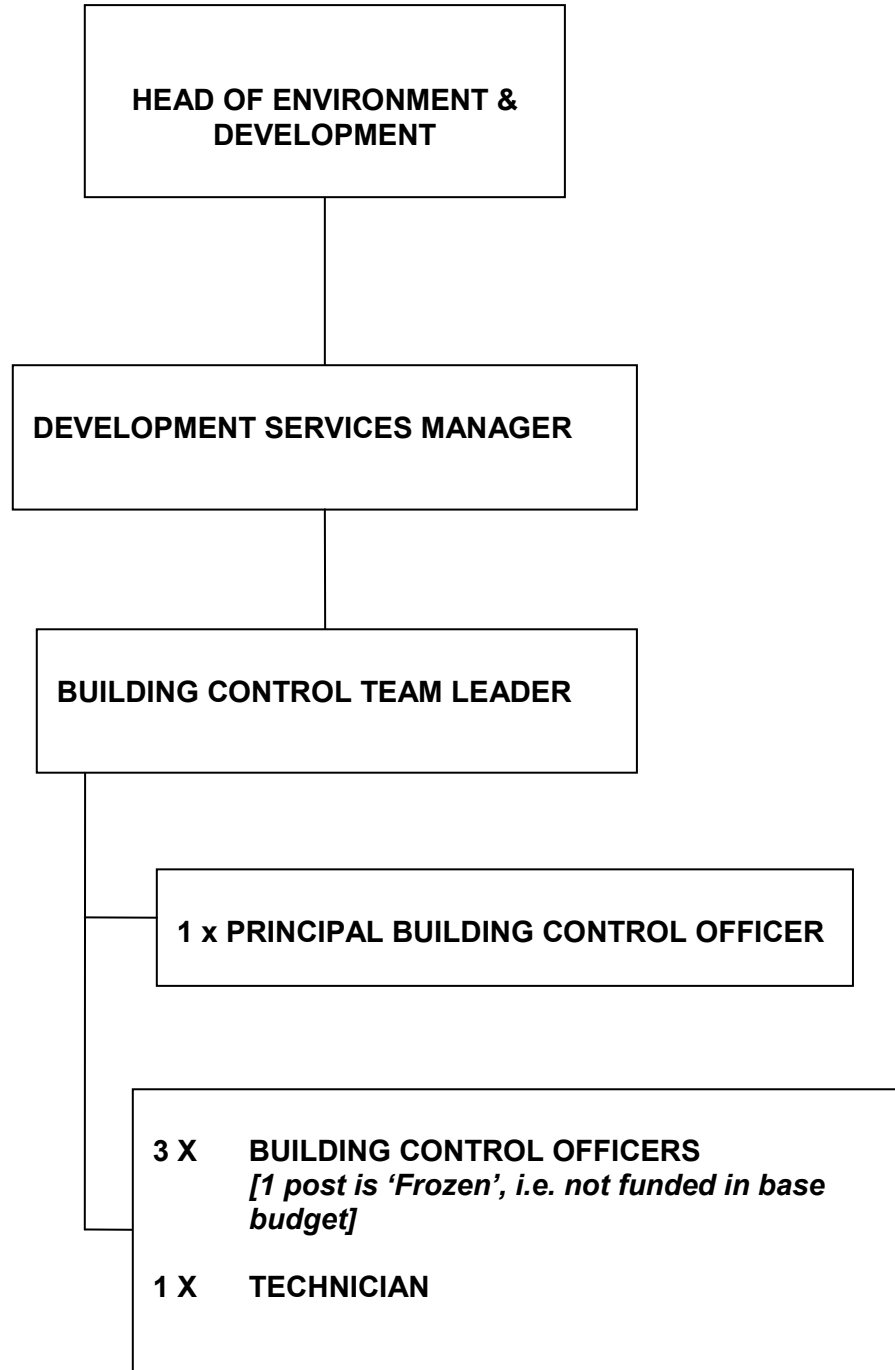 HEAD OF ENVIRONMENT &
DEVELOPMENT
DEVELOPMENT SERVICES MANAGER
BUILDING CONTROL TEAM LEADER
1 x PRINCIPAL BUILDING CONTROL OFFICER
3 X BUILDING CONTROL OFFICERS
[1 post is ‘Frozen’, i.e. not funded in base
budget]
1 X TECHNICIAN